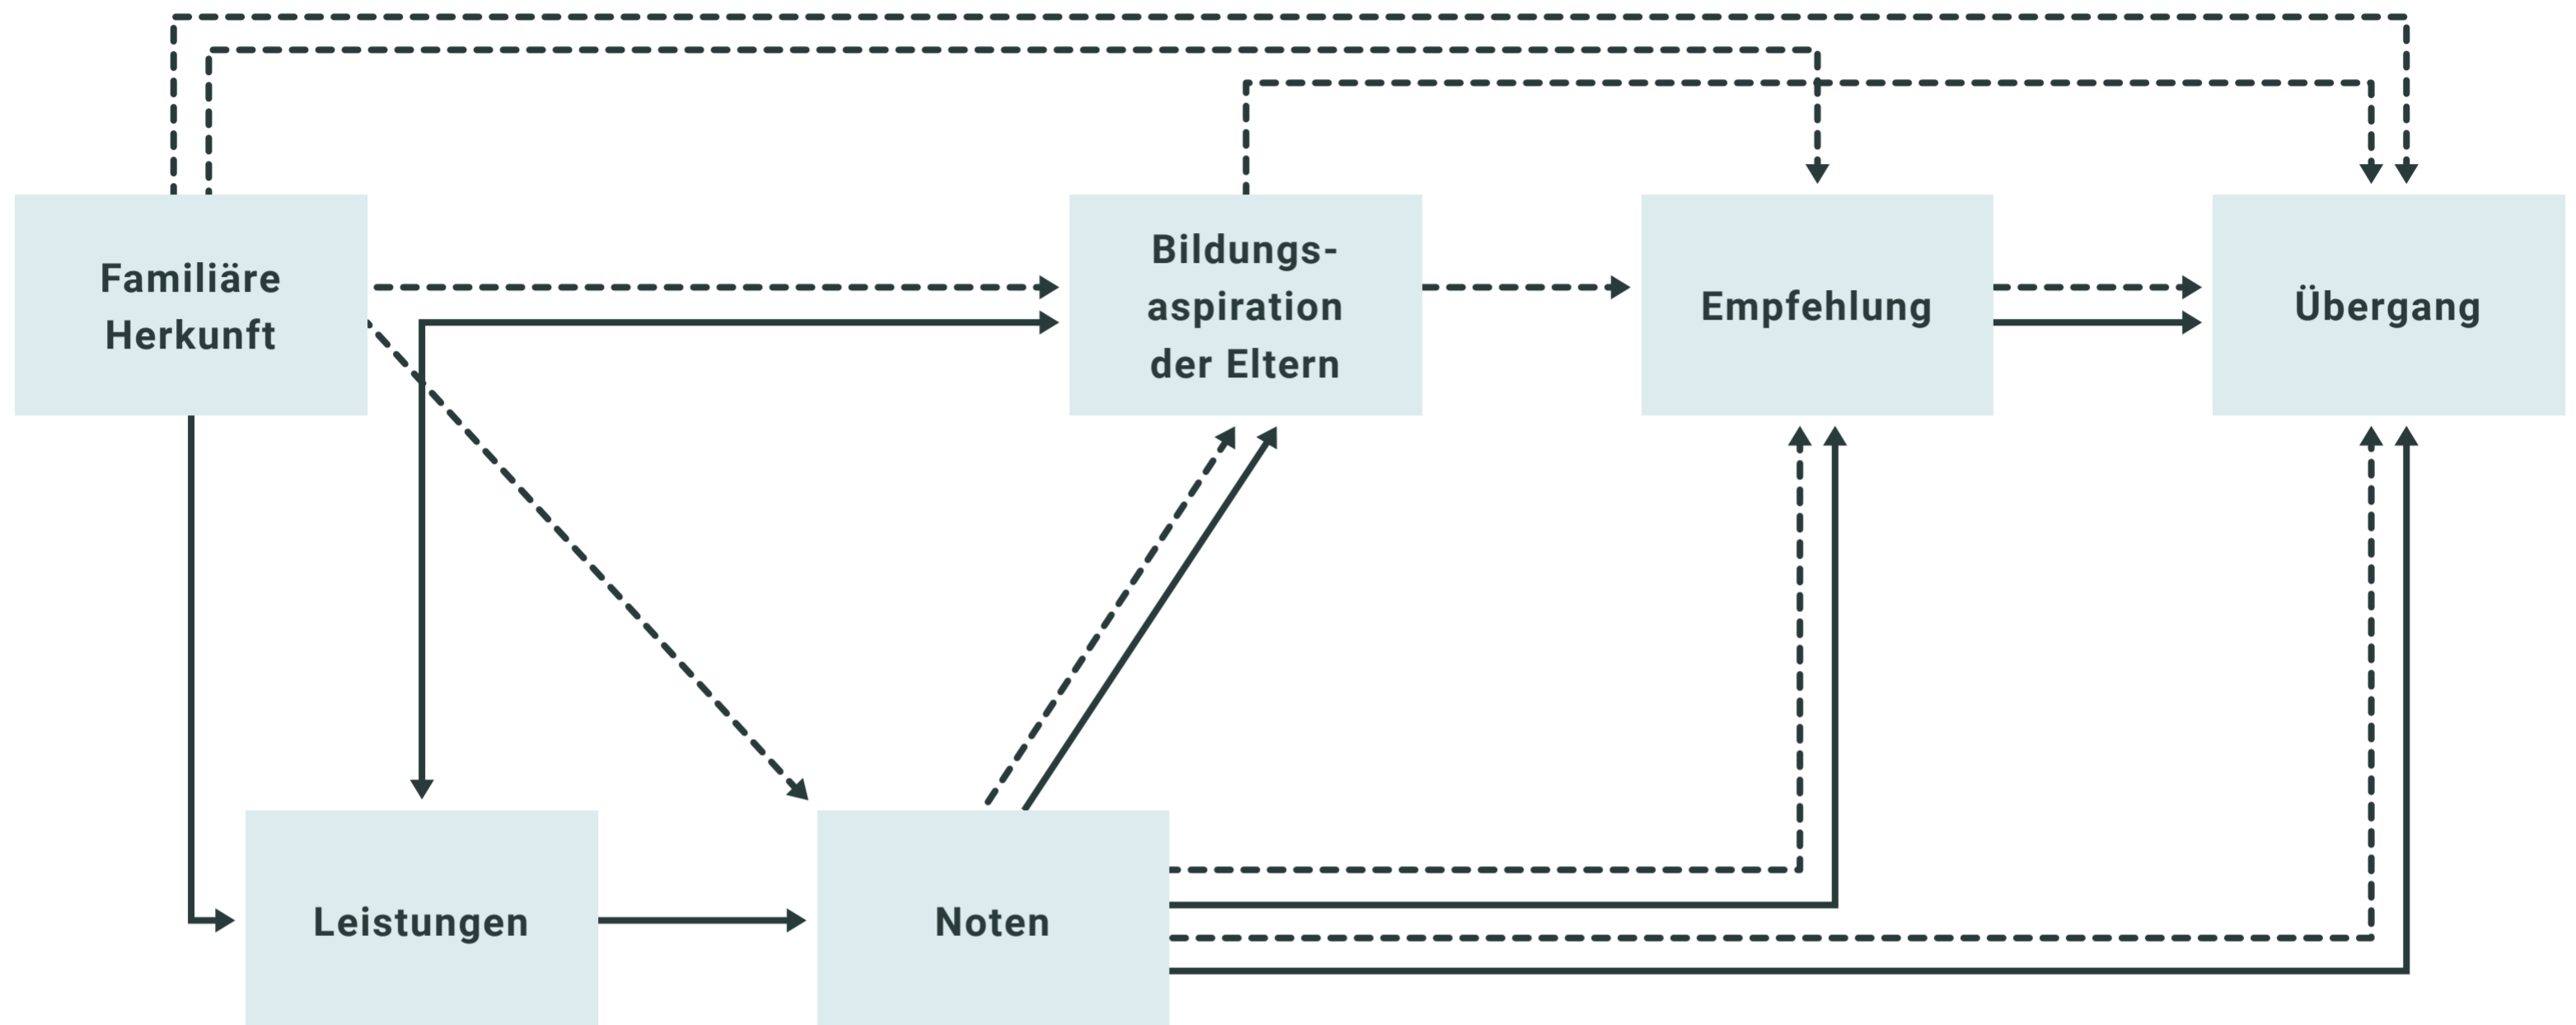 Familiäre
Herkunft
Bildungs-
aspiration
der Eltern
Empfehlung
Übergang
Leistungen
Noten